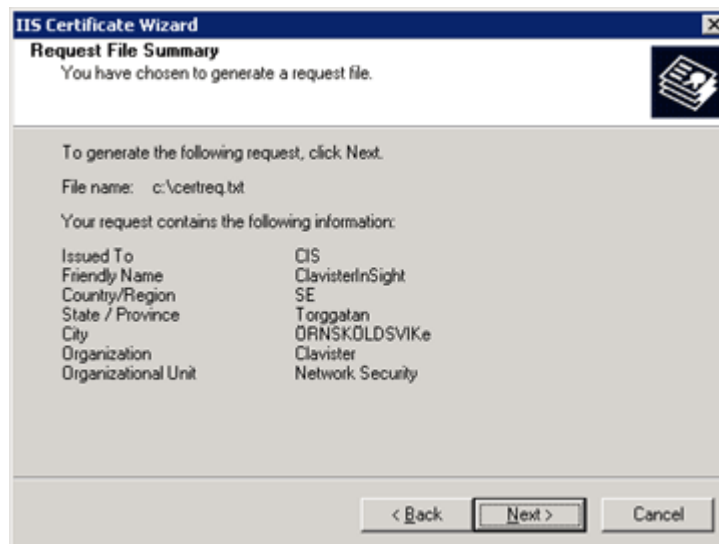 IIS Certificate Wizard
Request File Summary
You have chosen to generate a request file.
To generate the following request, click Next.
File name: c:\certreq.txt
Your request contains the following information:
Issued To CIS
Friendly Name ClavisterInSight
Country/Region SE
State / Province Torggatan
City ÖRNSKÖLDSVIKe
Organization Clavister
Organizational Unit Network Security
< Back Next > Cancel